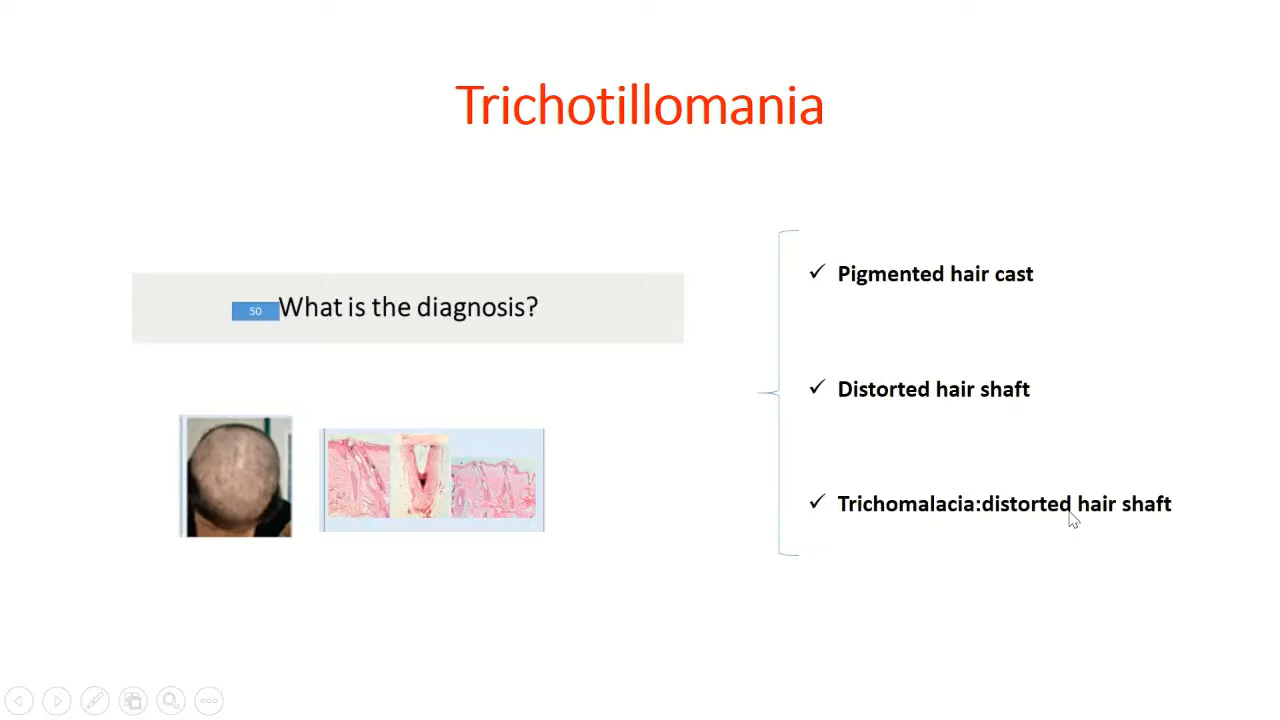 Trichotillomania
50 What is the diagnosis?
✓ Pigmented hair cast
✓ Distorted hair shaft
✓ Trichomalacia:distorted hair shaft